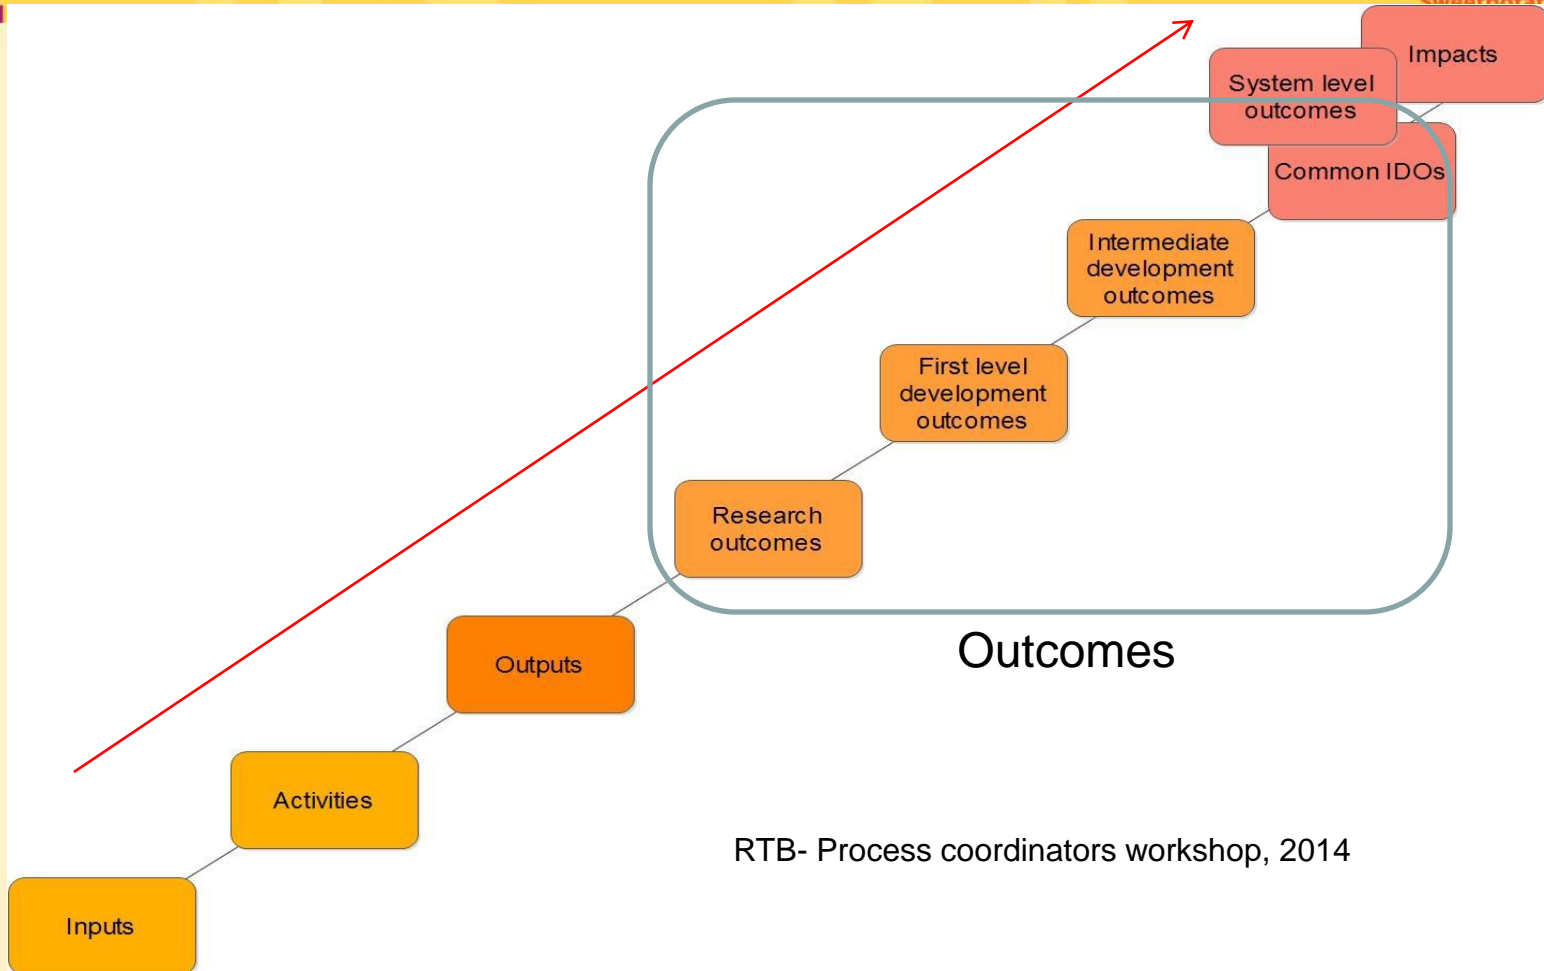 Impacts
System level
outcomes
Common IDOs
Intermediate
development
outcomes
First level
development
outcomes
Research
outcomes
Outputs
Outcomes
Activities
RTB- Process coordinators workshop, 2014
Inputs